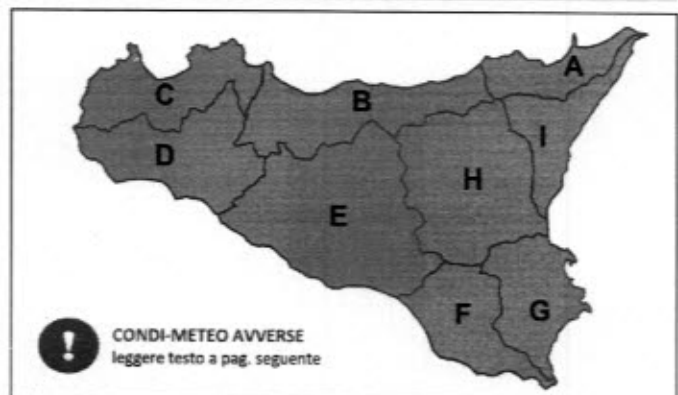 A
C
B
I
D
H
E
F
G
!
CONDI-METEO AVVERSE
leggere testo a pag. seguente